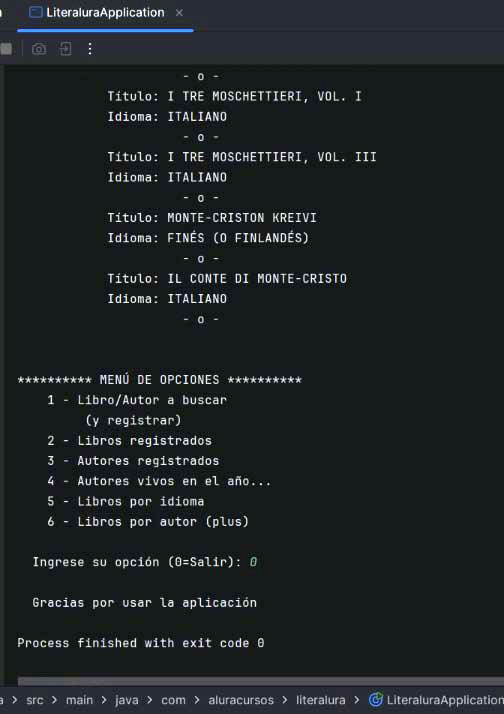 LiteraluraApplication
- o -
Título: I TRE MOSCHETTIERI, VOL. I
Idioma: ITALIANO
- o -
Título: I TRE MOSCHETTIERI, VOL. III
Idioma: ITALIANO
- o -
Título: MONTE-CRISTON KREIVI
Idioma: FINÉS (O FINLANDÉS)
- o -
Título: IL CONTE DI MONTE-CRISTO
Idioma: ITALIANO
- o -
********** MENÚ DE OPCIONES **********
1 - Libro/Autor a buscar
(y registrar)
2 - Libros registrados
3 - Autores registrados
4 - Autores vivos en el año...
5 - Libros por idioma
6 - Libros por autor (plus)
Ingrese su opción (0=Salir): 0
Gracias por usar la aplicación
Process finished with exit code 0
a > src > main > java > com > aluracursos > literalura > LiteraluraApplication